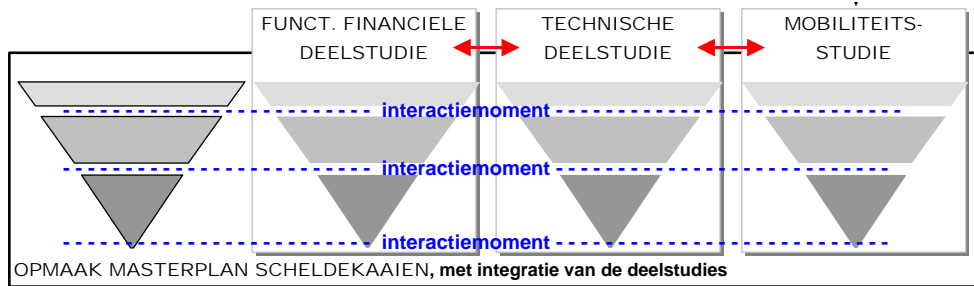 FUNCT. FINANCIELE
DEELSTUDIE
TECHNISCHE
DEELSTUDIE
MOBILITEITS-
STUDIE
interactiemoment
interactiemoment
interactiemoment
OPMAAK MASTERPLAN SCHELDEKAAIEN, met integratie van de deelstudies